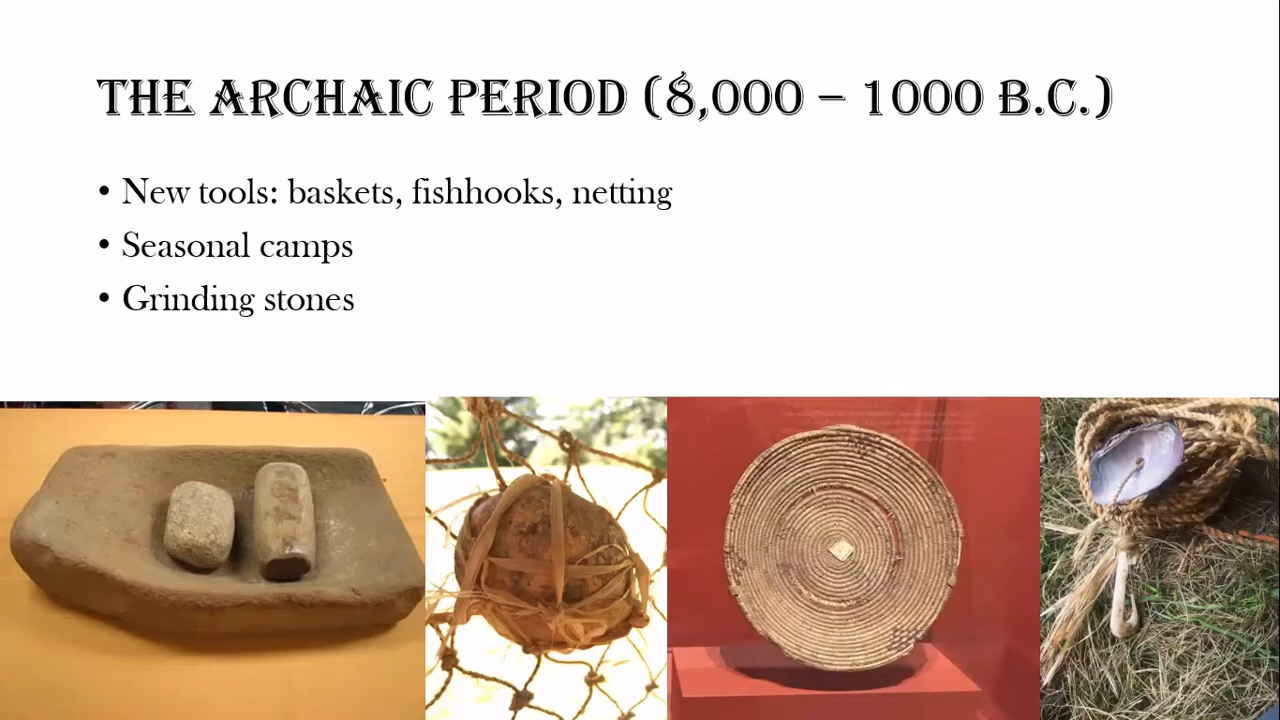 THE ARCHAIC PERIOD (8,000 – 1000 B.C.)
• New tools: baskets, fishhooks, netting
• Seasonal camps
• Grinding stones